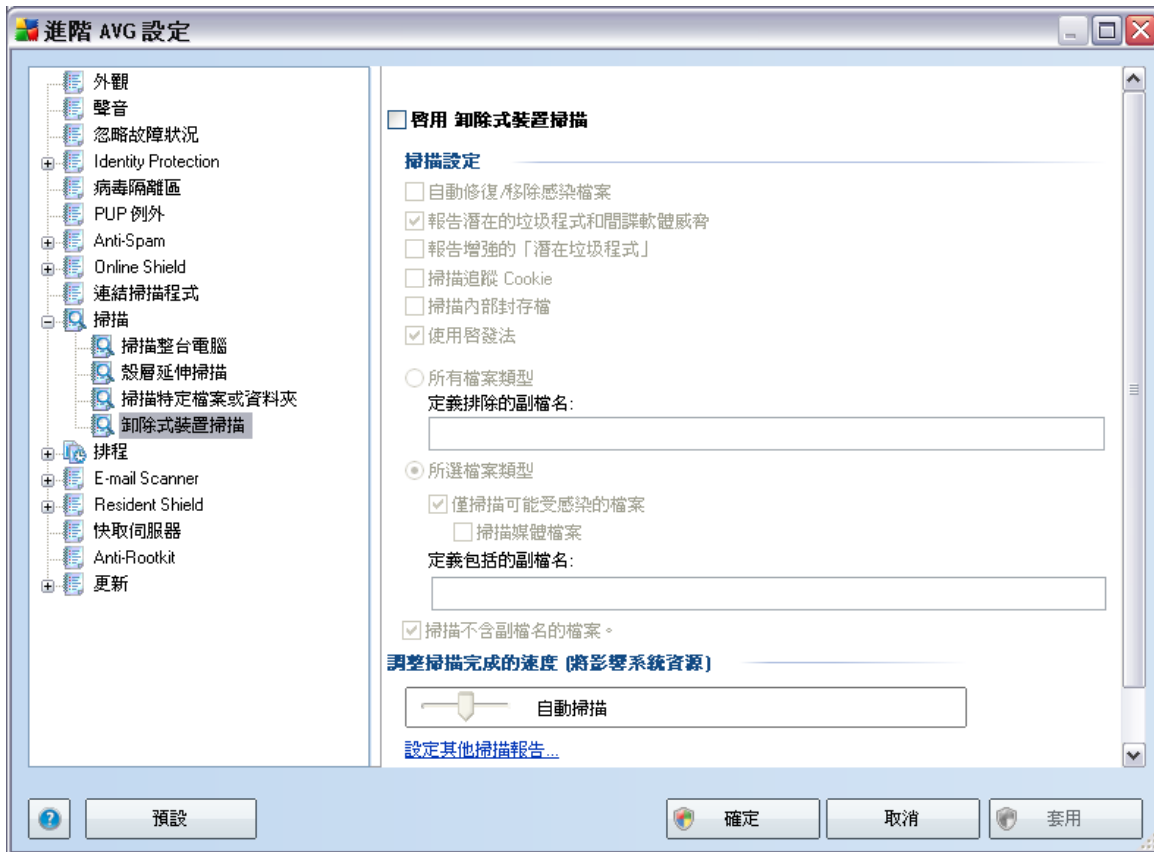 進階 AVG 設定
外觀
聲音
忽略故障狀況
Identity Protection
病毒隔離區
PUP 例外
Anti-Spam
Online Shield
連結掃描程式
掃描
掃描整台電腦
殼層延伸掃描
掃描特定檔案或資料夾
卸除式裝置掃描
排程
E-mail Scanner
Resident Shield
快取伺服器
Anti-Rootkit
更新
啓用 卸除式裝置掃描
掃描設定
自動修復/移除感染檔案
報告潛在的垃圾程式和間諜軟體威脅
報告增強的「潛在垃圾程式」
掃描追蹤 Cookie
掃描內部封存檔
使用啓發法
所有檔案類型
定義排除的副檔名:
所選檔案類型
僅掃描可能受感染的檔案
掃描媒體檔案
定義包括的副檔名:
掃描不含副檔名的檔案。
調整掃描完成的速度 (將影響系統資源)
自動掃描
設定其他掃描報告...
預設
確定
取消
套用